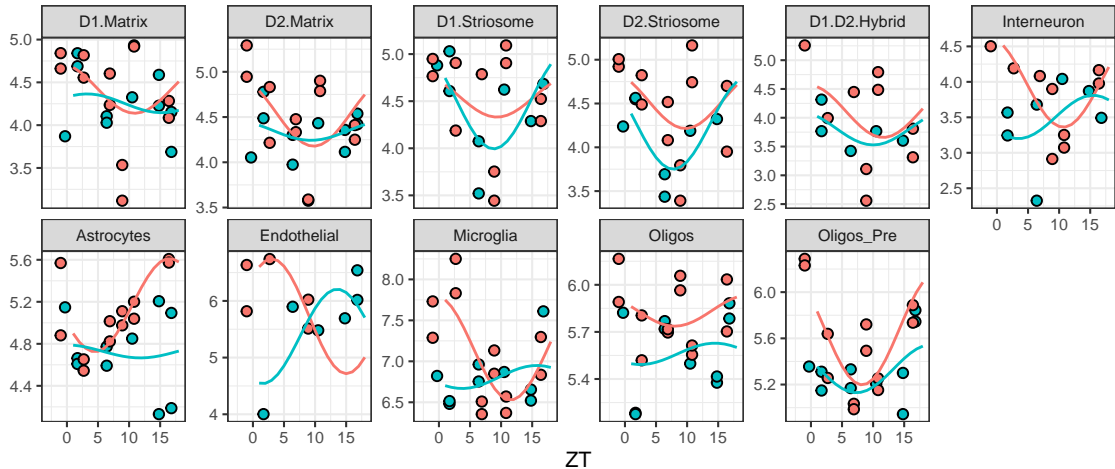 D1.Matrix D2.Matrix D1.Striosome D2.Striosome D1.D2.Hybrid Interneuron
5.0 4.5 4.0 3.5
5.0 4.5 4.0 3.5
5.0 4.5 4.0 3.5
5.0 4.5 4.0 3.5
5.0 4.5 4.0 3.5 3.0 2.5
4.5 4.0 3.5 3.0 2.5
0 5 10 15
Astrocytes Endothelial Microglia Oligos Oligos_Pre
5.6 5.2 4.8 4.4
6 5 4
8.0 7.5 7.0 6.5
6.0 5.7 5.4
6.0 5.6 5.2
0 5 10 15 0 5 10 15 0 5 10 15 0 5 10 15 0 5 10 15
ZT